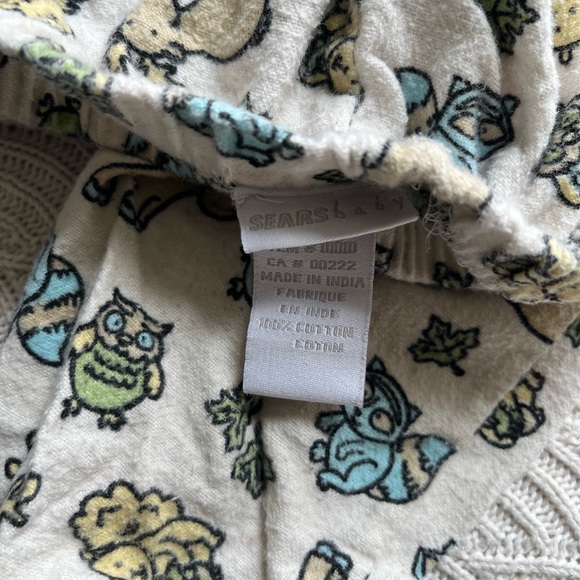 SEARS baby
CA # 00222
MADE IN INDIA
FABRIQUE
EN INDE
100% COTTON
COTON